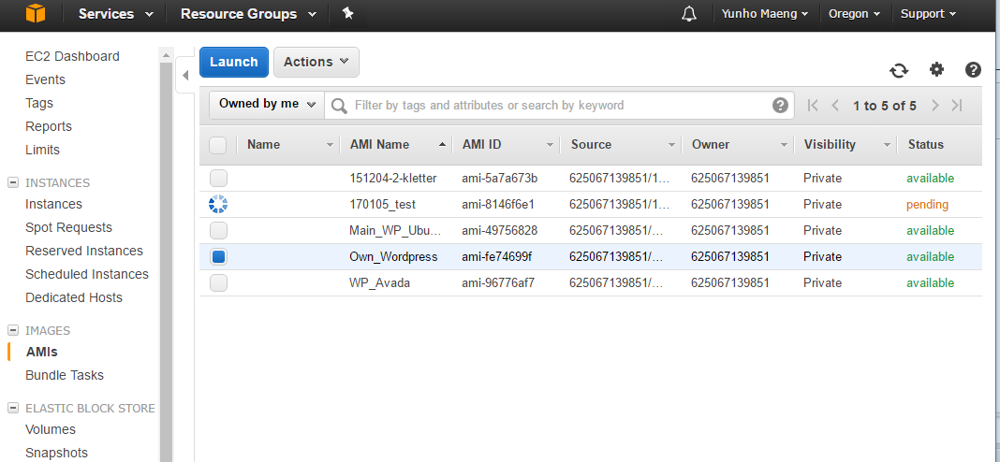 Services Resource Groups Yunho Maeng Oregon Support
EC2 Dashboard
Events
Tags
Reports
Limits
INSTANCES
Instances
Spot Requests
Reserved Instances
Scheduled Instances
Dedicated Hosts
IMAGES
AMIs
Bundle Tasks
ELASTIC BLOCK STORE
Volumes
Snapshots
Launch Actions
Owned by me Filter by tags and attributes or search by keyword 1 to 5 of 5
Name AMI Name AMI ID Source Owner Visibility Status
151204-2-kletter ami-5a7a673b 625067139851/1... 625067139851 Private available
170105_test ami-8146f6e1 625067139851/1... 625067139851 Private pending
Main_WP_Ubu... ami-49756828 625067139851/... 625067139851 Private available
Own_Wordpress ami-fe74699f 625067139851/... 625067139851 Private available
WP_Avada ami-96776af7 625067139851/... 625067139851 Private available